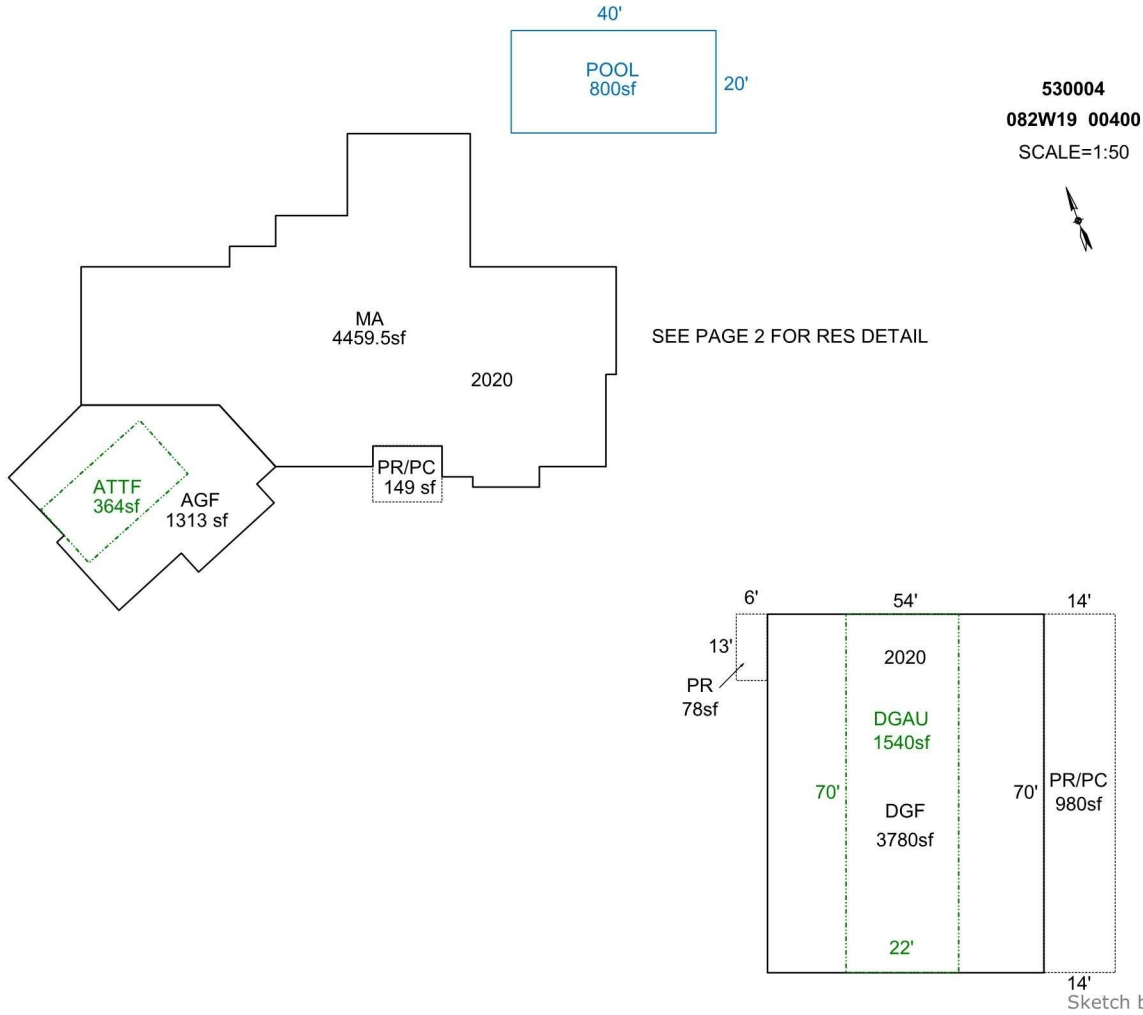 40'
POOL
800sf
20'
530004
082W19 00400
SCALE=1:50
MA
4459.5sf
SEE PAGE 2 FOR RES DETAIL
2020
PR/PC
149 sf
ATTF
364sf
AGF
1313 sf
6'
54'
14'
13'
2020
PR
78sf
DGAU
1540sf
70'
70'
PR/PC
980sf
DGF
3780sf
22'
14'
Sketch b